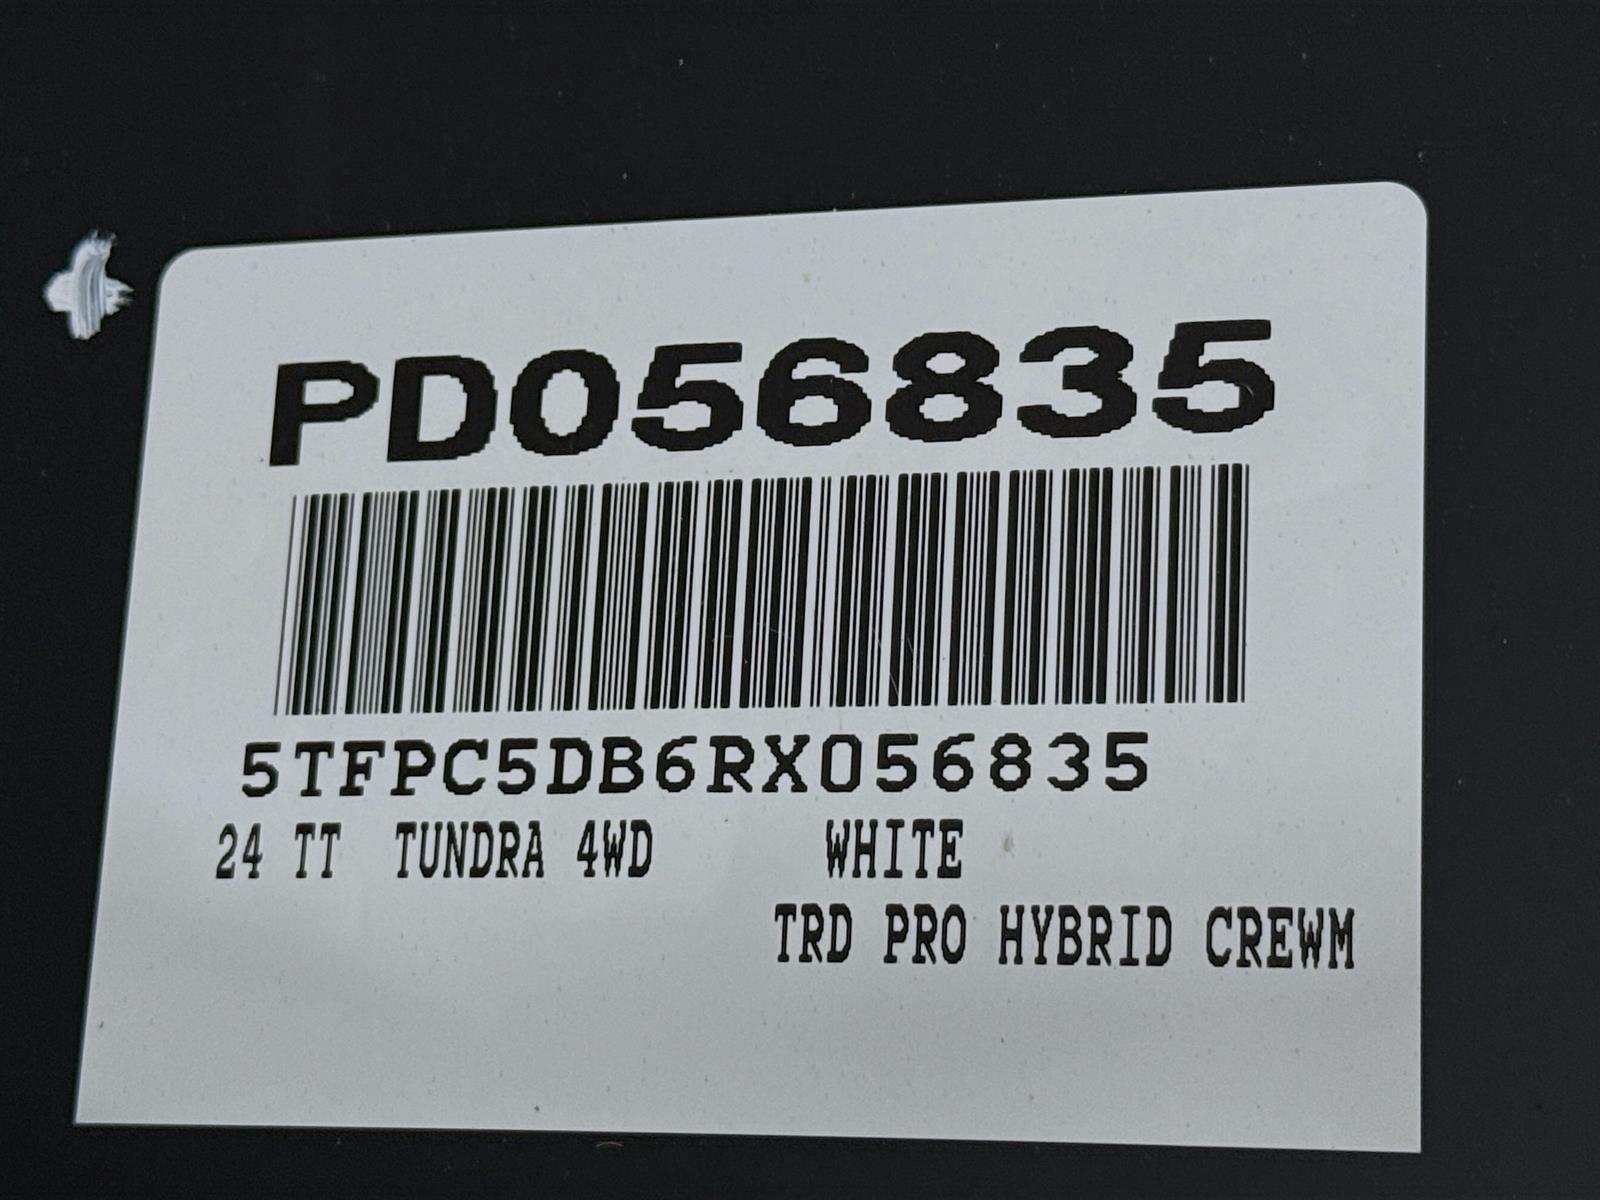 PD056835
5TFPC5DB6RX056835
24 TT TUNDRA 4WD WHITE
TRD PRO HYBRID CREWM